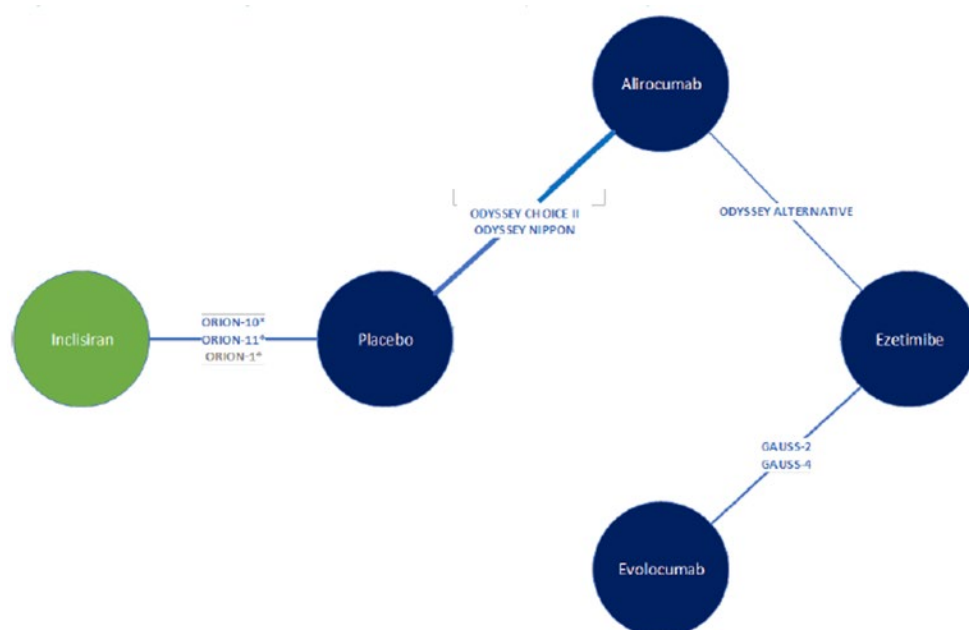 Alirocumab
ODYSSEY CHOICE II
ODYSSEY NIPPON
ODYSSEY ALTERNATIVE
Inclisiran
ORION-10*
ORION-11*
ORION-1*
Placebo
Ezetimibe
GAUSS-2
GAUSS-4
Evolocumab